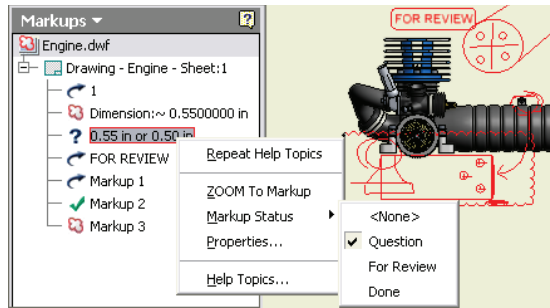 Markups
Engine.dwf
Drawing - Engine - Sheet:1
1
Dimension:~ 0.5500000 in
? 0.55 in or 0.50 in
FOR REVIEW
Markup 1
Markup 2
Markup 3
Repeat Help Topics
ZOOM To Markup
Markup Status
Properties...
Help Topics...
<None>
Question
For Review
Done
FOR REVIEW